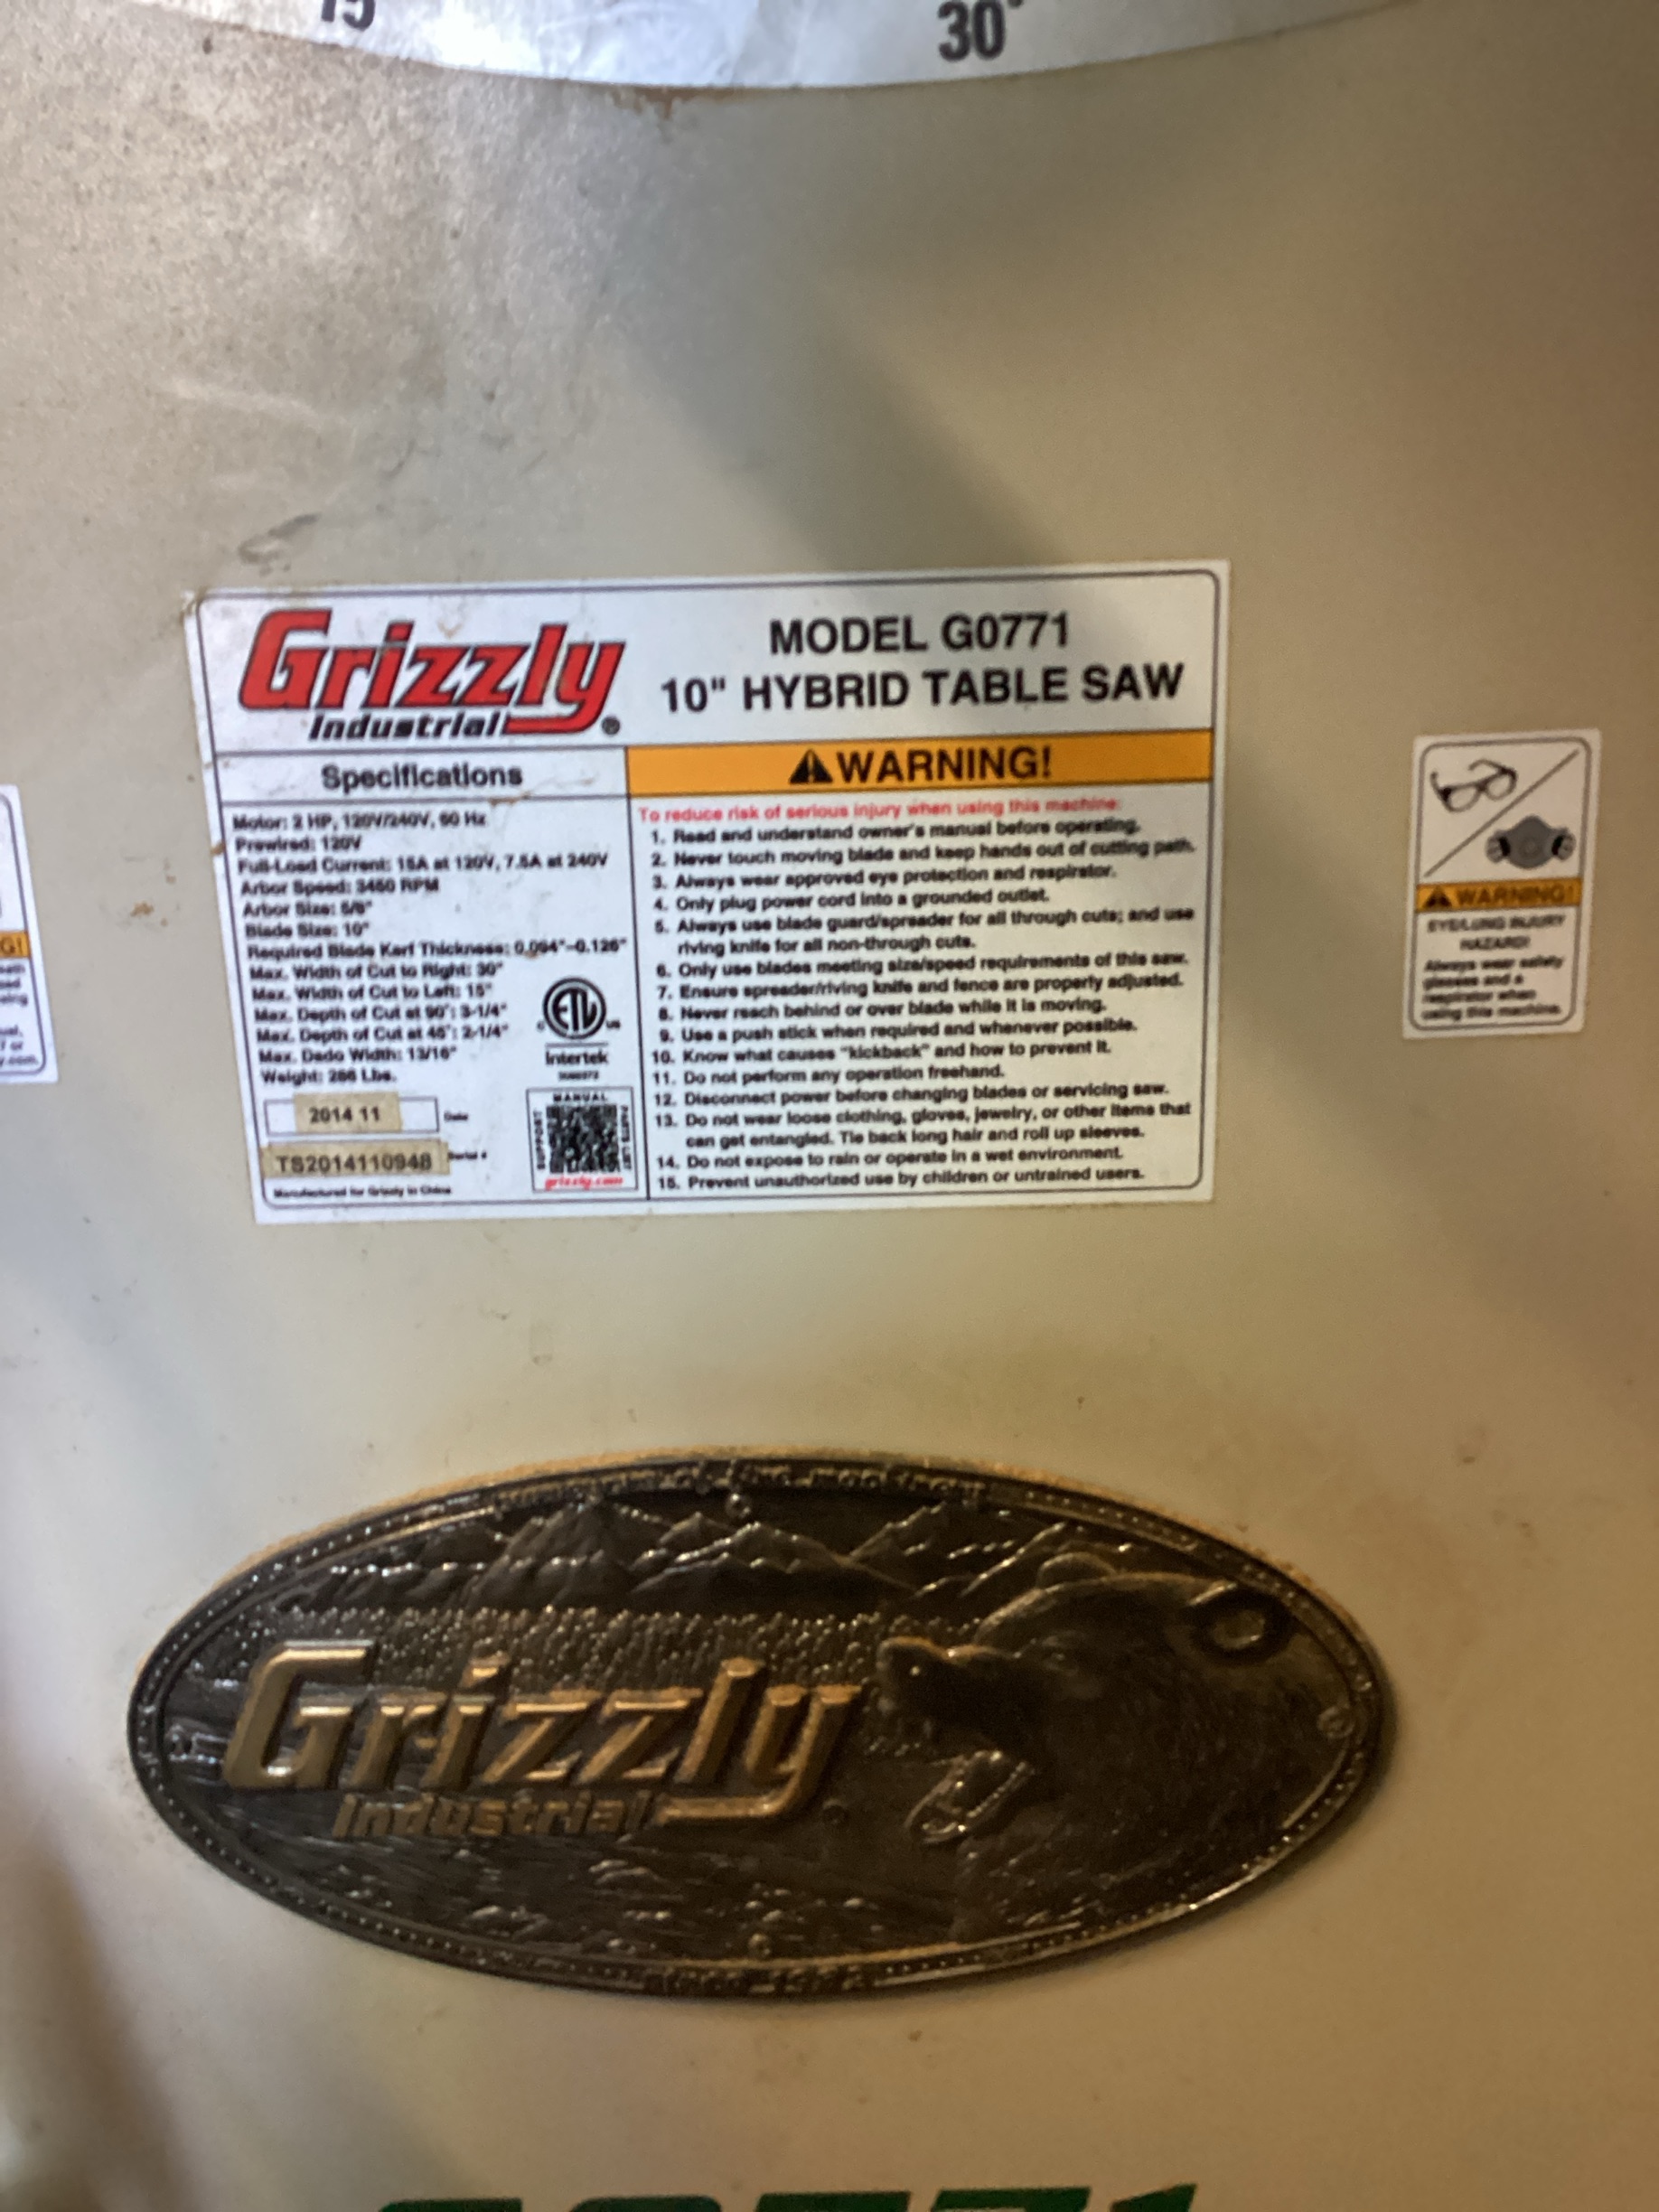 15
30°
Grizzly
Industrial®
MODEL G0771
10" HYBRID TABLE SAW
Specifications
Motor: 2 HP, 120V/240V, 60 Hz
Prewired: 120V
Full-Load Current: 15A at 120V, 7.5A at 240V
Arbor Speed: 3450 RPM
Arbor Size: 5/8"
Blade Size: 10"
Required Blade Kerf Thickness: 0.094"–0.126"
Max. Width of Cut to Right: 30"
Max. Width of Cut to Left: 15"
Max. Depth of Cut at 90°: 3-1/4"
Max. Depth of Cut at 45°: 2-1/4"
Max. Dado Width: 13/16"
Weight: 266 Lbs.
ETL
C US
Intertek
2014 11
Date
TS2014110948
Serial #
Manufactured for Grizzly in China
MANUAL
SUPPORT
PARTS LIST
grizzly.com
WARNING!
To reduce risk of serious injury when using this machine:
1. Read and understand owner's manual before operating.
2. Never touch moving blade and keep hands out of cutting path.
3. Always wear approved eye protection and respirator.
4. Only plug power cord into a grounded outlet.
5. Always use blade guard/spreader for all through cuts; and use
riving knife for all non-through cuts.
6. Only use blades meeting size/speed requirements of this saw.
7. Ensure spreader/riving knife and fence are properly adjusted.
8. Never reach behind or over blade while it is moving.
9. Use a push stick when required and whenever possible.
10. Know what causes "kickback" and how to prevent it.
11. Do not perform any operation freehand.
12. Disconnect power before changing blades or servicing saw.
13. Do not wear loose clothing, gloves, jewelry, or other items that
can get entangled. Tie back long hair and roll up sleeves.
14. Do not expose to rain or operate in a wet environment.
15. Prevent unauthorized use by children or untrained users.
WARNING!
EYE/LUNG INJURY
HAZARD!
Always wear safety
glasses and a
respirator when
using this machine.
G!
Grizzly
Industrial
G0771